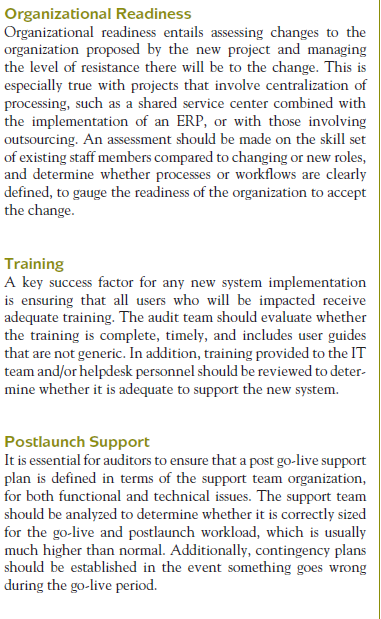 Organizational Readiness
Organizational readiness entails assessing changes to the
organization proposed by the new project and managing
the level of resistance there will be to the change. This is
especially true with projects that involve centralization of
processing, such as a shared service center combined with
the implementation of an ERP, or with those involving
outsourcing. An assessment should be made on the skill set
of existing staff members compared to changing or new roles,
and determine whether processes or workflows are clearly
defined, to gauge the readiness of the organization to accept
the change.
Training
A key success factor for any new system implementation
is ensuring that all users who will be impacted receive
adequate training. The audit team should evaluate whether
the training is complete, timely, and includes user guides
that are not generic. In addition, training provided to the IT
team and/or helpdesk personnel should be reviewed to deter-
mine whether it is adequate to support the new system.
Postlaunch Support
It is essential for auditors to ensure that a post go-live support
plan is defined in terms of the support team organization,
for both functional and technical issues. The support team
should be analyzed to determine whether it is correctly sized
for the go-live and postlaunch workload, which is usually
much higher than normal. Additionally, contingency plans
should be established in the event something goes wrong
during the go-live period.